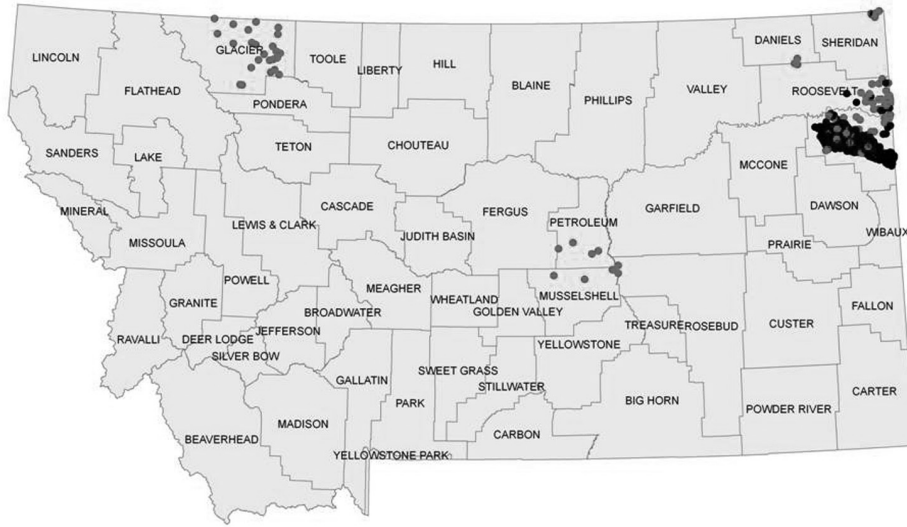 DANIELS
SHERIDAN
GLACIER
TOOLE
LINCOLN
HILL
LIBERTY
BLAINE
VALLEY
ROOSEVELT
FLATHEAD
PHILLIPS
PONDERA
TETON
CHOUTEAU
SANDERS
LAKE
MCCONE
CASCADE
DAWSON
MINERAL
FERGUS
GARFIELD
LEWIS & CLARK
PETROLEUM
JUDITH BASIN
WIBAUX
MISSOULA
PRAIRIE
POWELL
MEAGHER
MUSSELSHELL
GRANITE
WHEATLAND
FALLON
BROADWATER
GOLDEN VALLEY
CUSTER
JEFFERSON
TREASURE
ROSEBUD
RAVALLI
DEER LODGE
YELLOWSTONE
SILVER BOW
SWEET GRASS
GALLATIN
STILLWATER
CARTER
PARK
BIG HORN
POWDER RIVER
MADISON
CARBON
BEAVERHEAD
YELLOWSTONE PARK